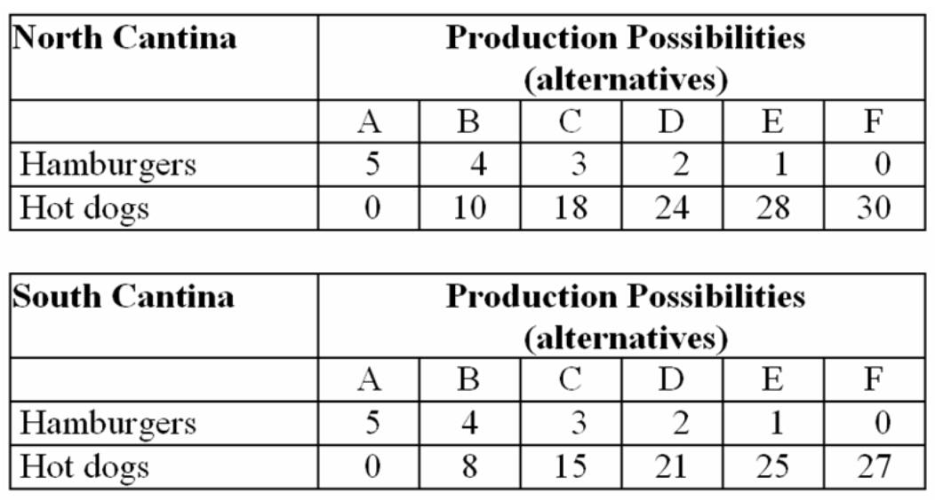 North Cantina Production Possibilities
(alternatives)
A B C D E F
Hamburgers 5 4 3 2 1 0
Hot dogs 0 10 18 24 28 30
South Cantina Production Possibilities
(alternatives)
A B C D E F
Hamburgers 5 4 3 2 1 0
Hot dogs 0 8 15 21 25 27